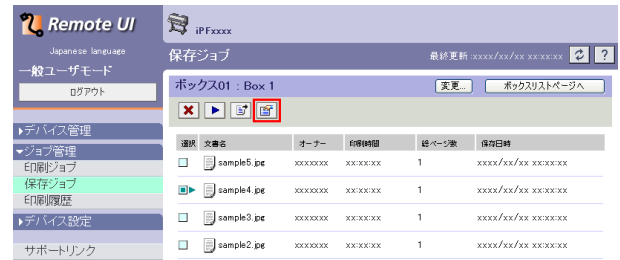 Remote UI
Japanese language
一般ユーザモード
ログアウト
▶デバイス管理
▼ジョブ管理
印刷ジョブ
保存ジョブ
印刷履歴
▶デバイス設定
サポートリンク
iPFxxxx
保存ジョブ
最終更新:xxxx/xx/xx xx:xx:xx
?
ボックス01 : Box 1
変更...
ボックスリストページへ
選択 文書名 オーナー 印刷時間 総ページ数 保存日時
sample5.jpg xxxxxxx xx:xx:xx 1 xxxx/xx/xx xx:xx:xx
sample4.jpg xxxxxxx xx:xx:xx 1 xxxx/xx/xx xx:xx:xx
sample3.jpg xxxxxxx xx:xx:xx 1 xxxx/xx/xx xx:xx:xx
sample2.jpg xxxxxxx xx:xx:xx 1 xxxx/xx/xx xx:xx:xx